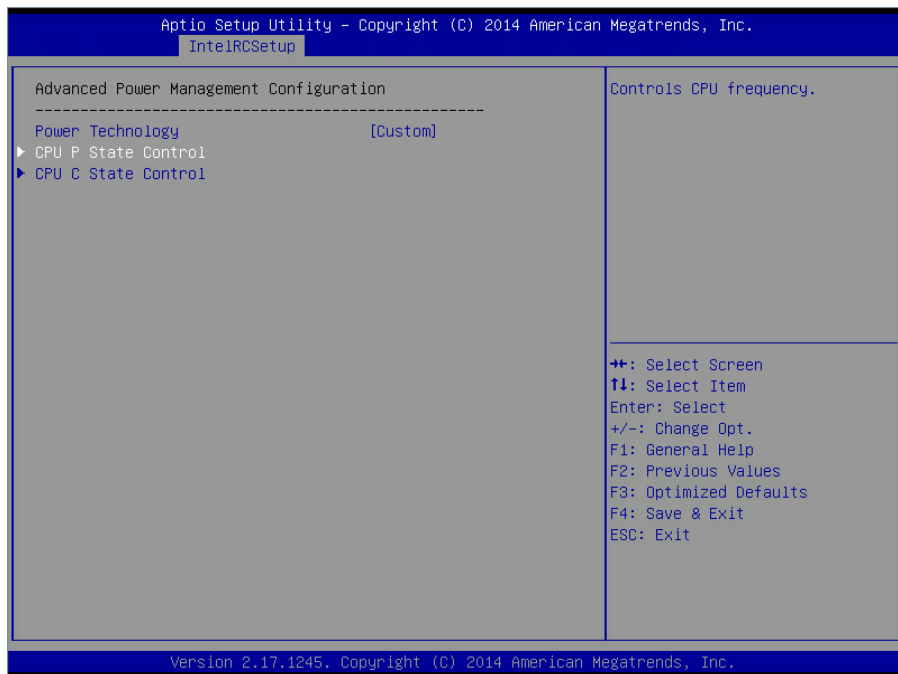 Aptio Setup Utility – Copyright (C) 2014 American Megatrends, Inc.
IntelRCSetup
Advanced Power Management Configuration
--------------------------------------------------
Power Technology [Custom]
CPU P State Control
CPU C State Control
Controls CPU frequency.
→←: Select Screen
↑↓: Select Item
Enter: Select
+/-: Change Opt.
F1: General Help
F2: Previous Values
F3: Optimized Defaults
F4: Save & Exit
ESC: Exit
Version 2.17.1245. Copyright (C) 2014 American Megatrends, Inc.